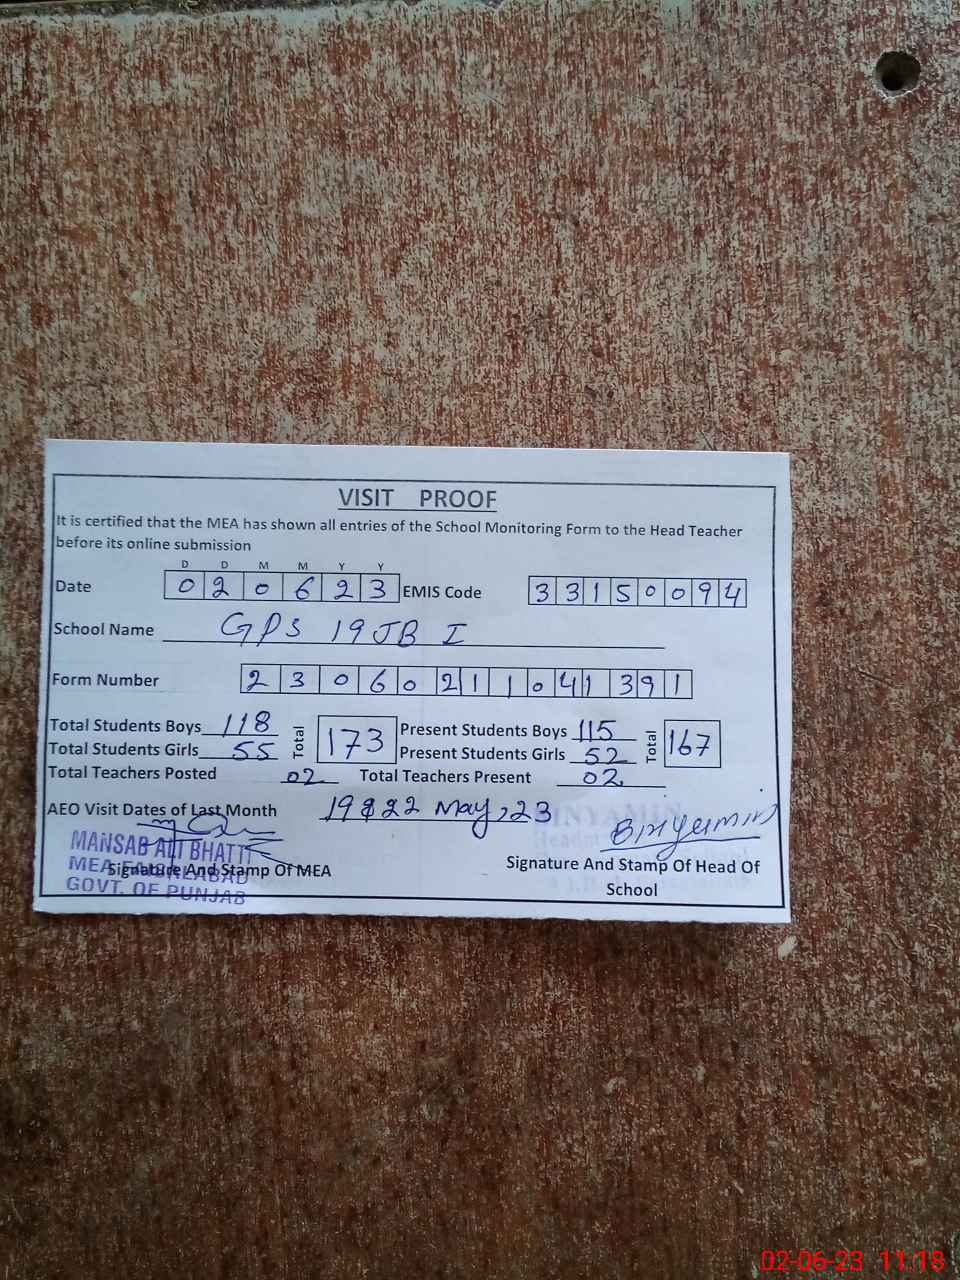 VISIT PROOF
It is certified that the MEA has shown all entries of the School Monitoring Form to the Head Teacher
before its online submission
D D M M Y Y
Date 0 2 0 6 2 3 EMIS Code 3 3 1 5 0 0 9 4
School Name GPS 19 JB I
Form Number 2 3 0 6 0 2 1 1 0 4 1 3 9 1
Total Students Boys 118 Total 173 Present Students Boys 115 Total 167
Total Students Girls 55 Present Students Girls 52
Total Teachers Posted 02 Total Teachers Present 02
AEO Visit Dates of Last Month 19 & 22 May, 23
Binyamin
MANSAB ALI BHATTI
MEA FAISALABAD
GOVT. OF PUNJAB
Signature And Stamp Of MEA
Signature And Stamp Of Head Of
School
02-06-23 11:18